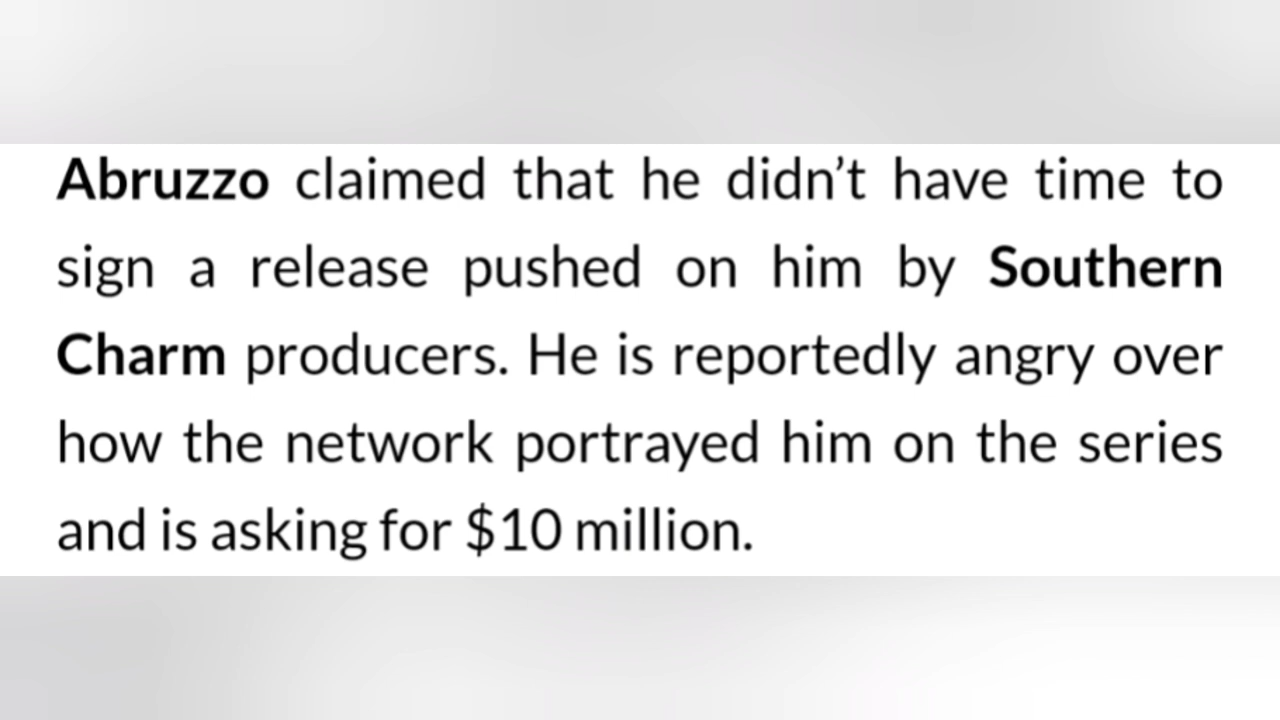 Abruzzo claimed that he didn’t have time to
sign a release pushed on him by Southern
Charm producers. He is reportedly angry over
how the network portrayed him on the series
and is asking for $10 million.